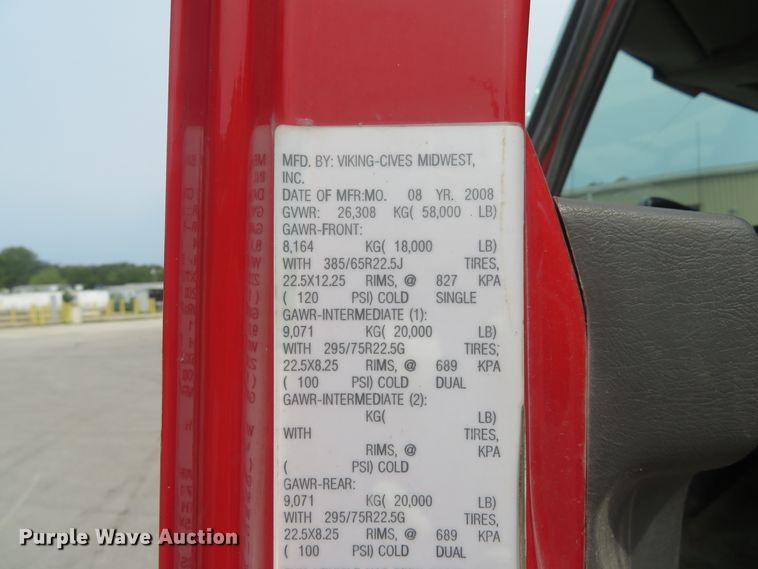 MFD. BY: VIKING-CIVES MIDWEST,
INC.
DATE OF MFR:MO. 08 YR. 2008
GVWR: 26,308 KG( 58,000 LB)
GAWR-FRONT:
8,164 KG( 18,000 LB)
WITH 385/65R22.5J TIRES,
22.5X12.25 RIMS, @ 827 KPA
( 120 PSI) COLD SINGLE
GAWR-INTERMEDIATE (1):
9,071 KG( 20,000 LB)
WITH 295/75R22.5G TIRES,
22.5X8.25 RIMS, @ 689 KPA
( 100 PSI) COLD DUAL
GAWR-INTERMEDIATE (2):
KG( LB)
WITH TIRES,
RIMS, @ KPA
( PSI) COLD
GAWR-REAR:
9,071 KG( 20,000 LB)
WITH 295/75R22.5G TIRES,
22.5X8.25 RIMS, @ 689 KPA
( 100 PSI) COLD DUAL
Purple Wave Auction